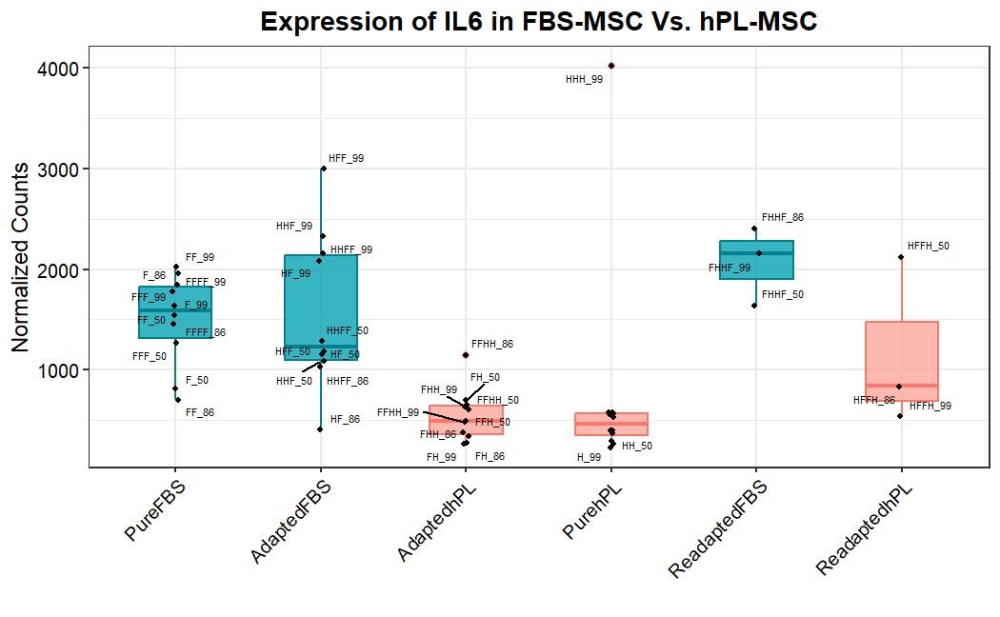 Expression of IL6 in FBS-MSC Vs. hPL-MSC
Normalized Counts
4000
3000
2000
1000
FF_99
F_86
FFFF_99
FFF_99
F_99
FF_50
FFFF_86
FFF_50
F_50
FF_86
HFF_99
HHF_99
HHFF_99
HF_99
HHFF_50
HFF_50
HF_50
HHF_50
HHFF_86
HF_86
FFHH_86
FH_50
FHH_99
FFHH_50
FFHH_99
FFH_50
FHH_86
FH_99
FH_86
HHH_99
HH_50
H_99
FHHF_86
FHHF_99
FHHF_50
HFFH_50
HFFH_86
HFFH_99
PureFBS
AdaptedFBS
AdaptedhPL
PurehPL
ReadaptedFBS
ReadaptedhPL